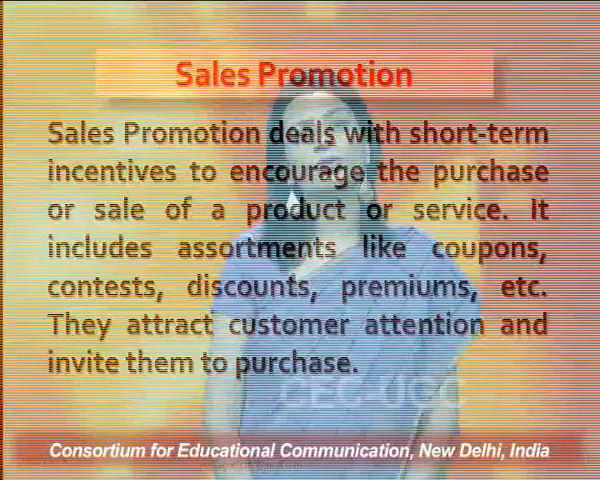 Sales Promotion
Sales Promotion deals with short-term
incentives to encourage the purchase
or sale of a product or service. It
includes assortments like coupons,
contests, discounts, premiums, etc.
They attract customer attention and
invite them to purchase.
CEC-UGC
Consortium for Educational Communication, New Delhi, India